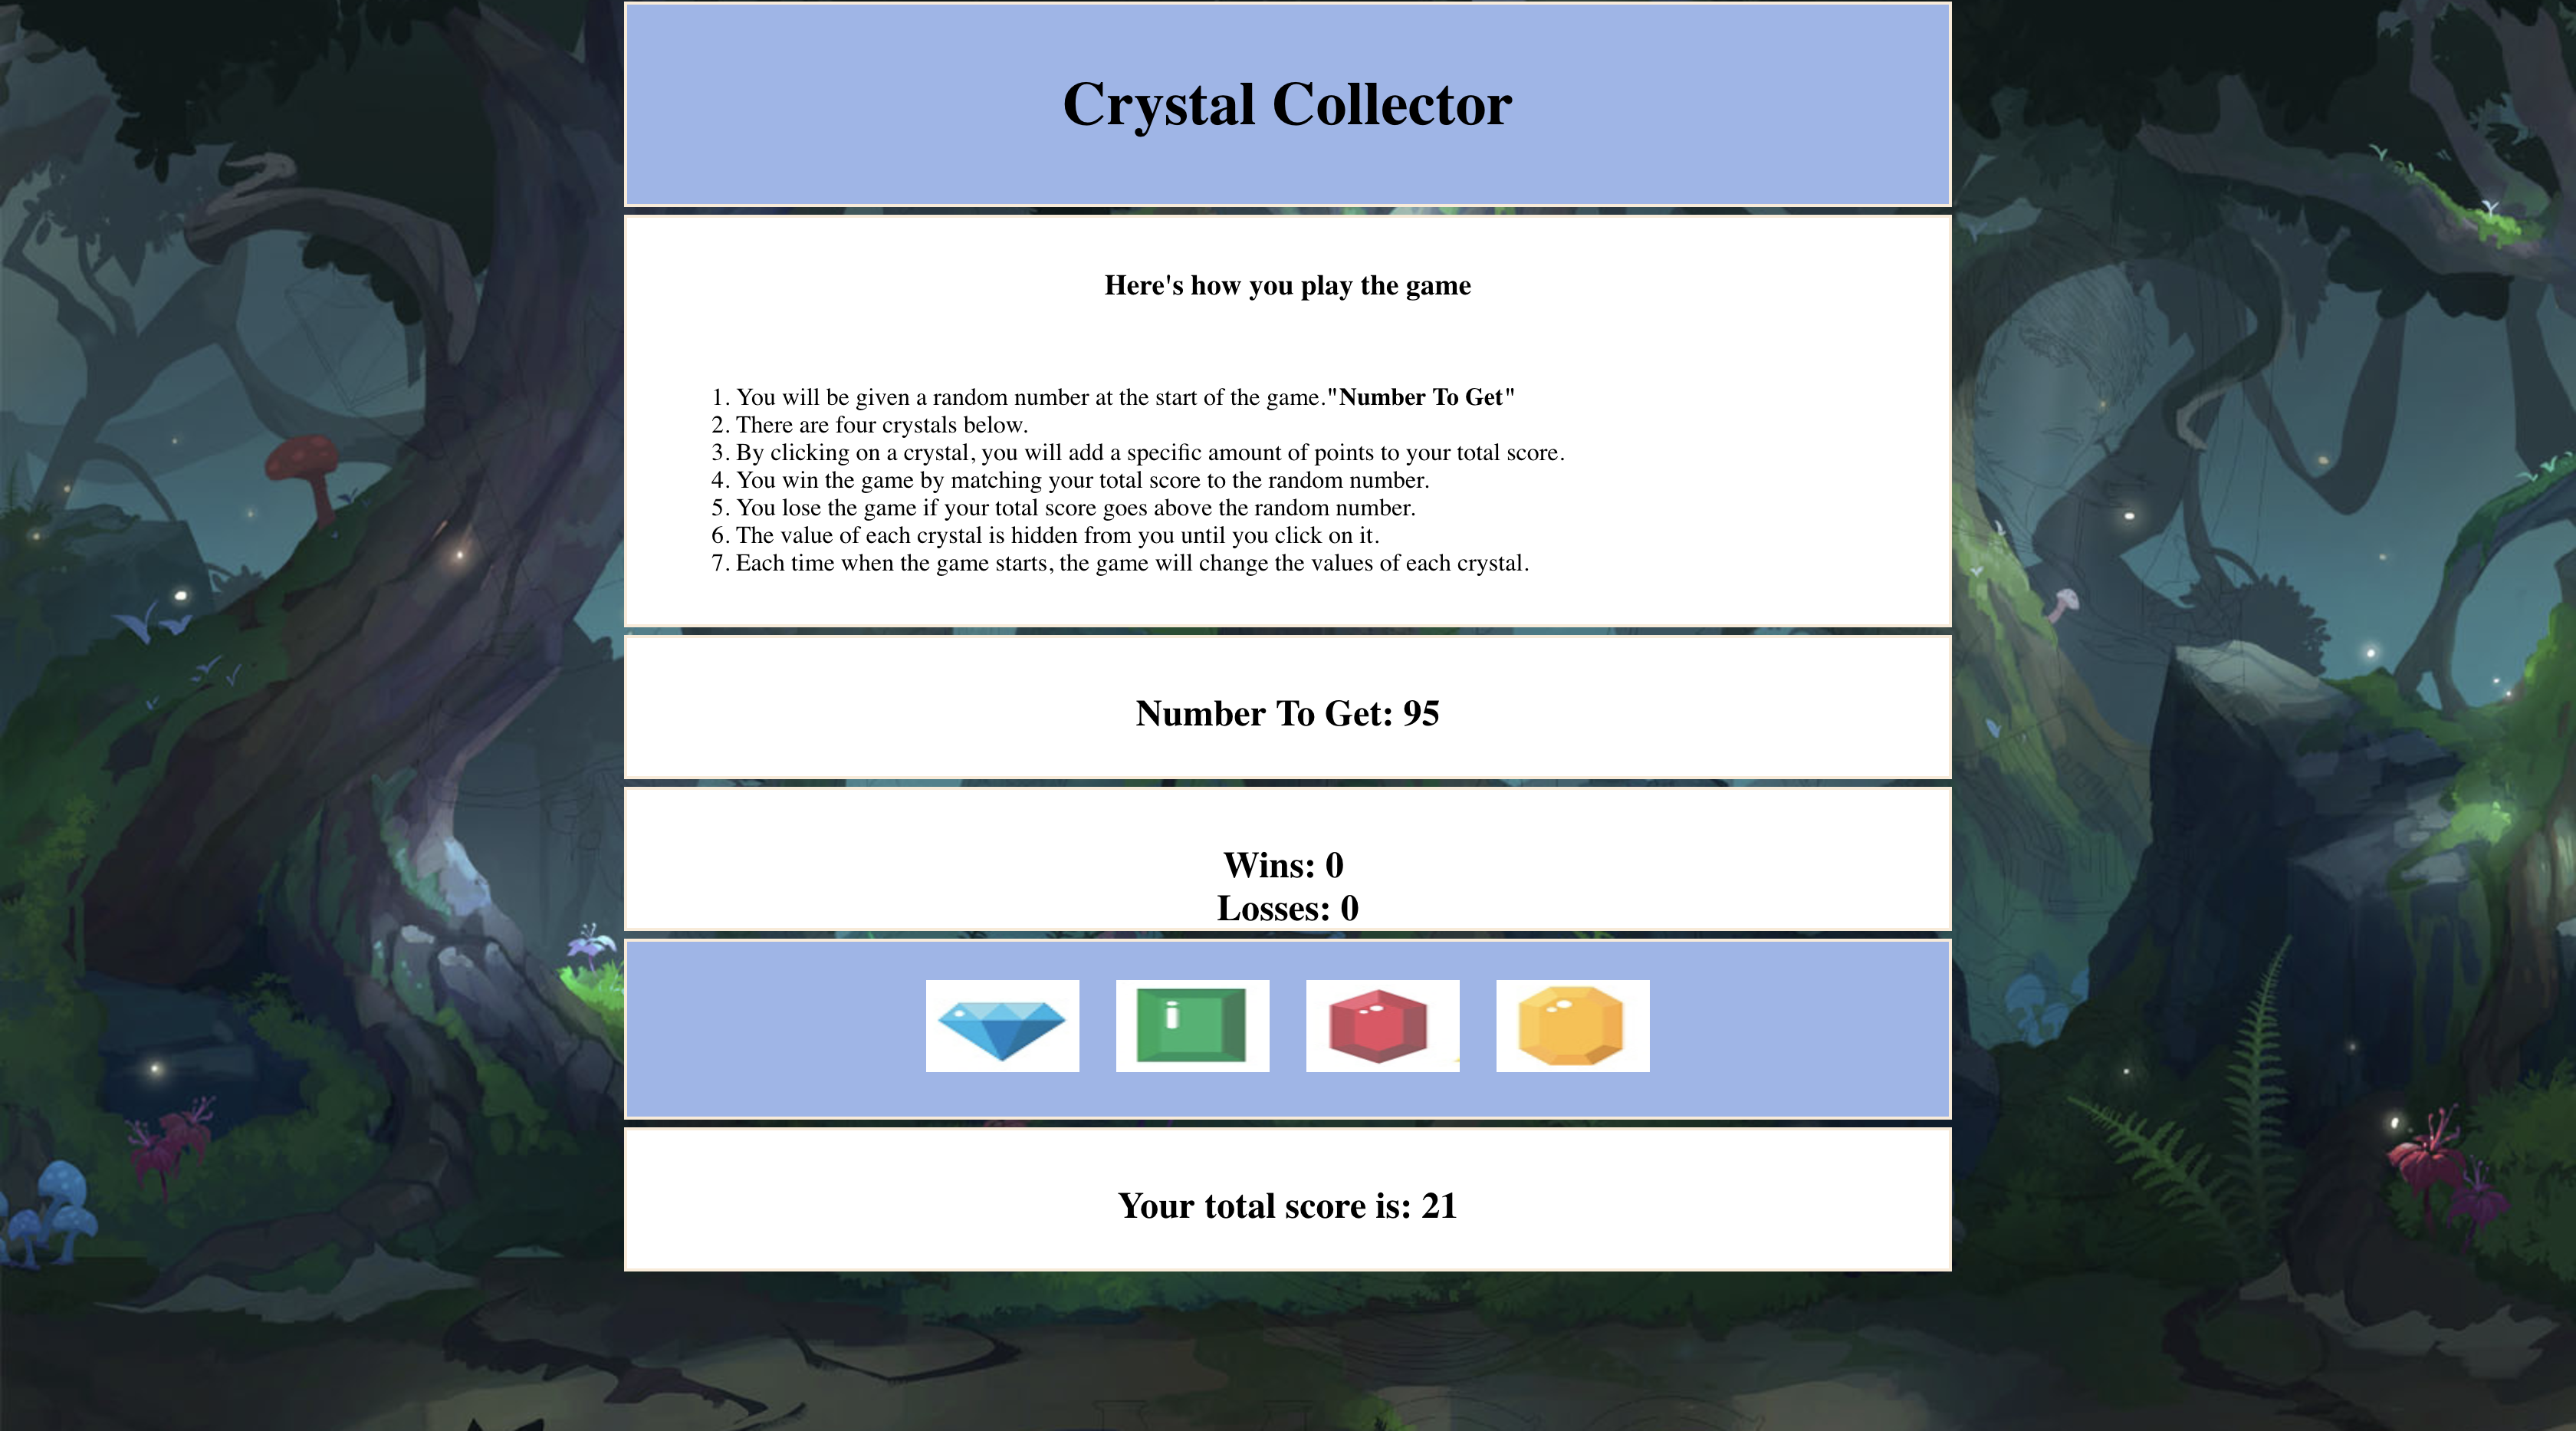 Crystal Collector
Here's how you play the game
1. You will be given a random number at the start of the game."Number To Get"
2. There are four crystals below.
3. By clicking on a crystal, you will add a specific amount of points to your total score.
4. You win the game by matching your total score to the random number.
5. You lose the game if your total score goes above the random number.
6. The value of each crystal is hidden from you until you click on it.
7. Each time when the game starts, the game will change the values of each crystal.
Number To Get: 95
Wins: 0
Losses: 0
Your total score is: 21